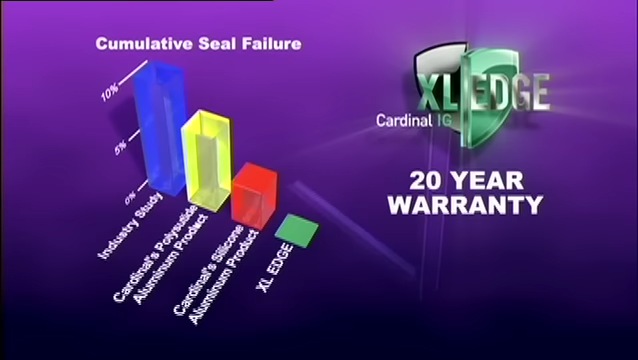 Cumulative Seal Failure
10%
5%
0%
Industry Study
Cardinal's Polysulfide
Aluminum Product
Cardinal's Silicone
Aluminum Product
XL EDGE
XL EDGE
Cardinal IG
20 YEAR
WARRANTY